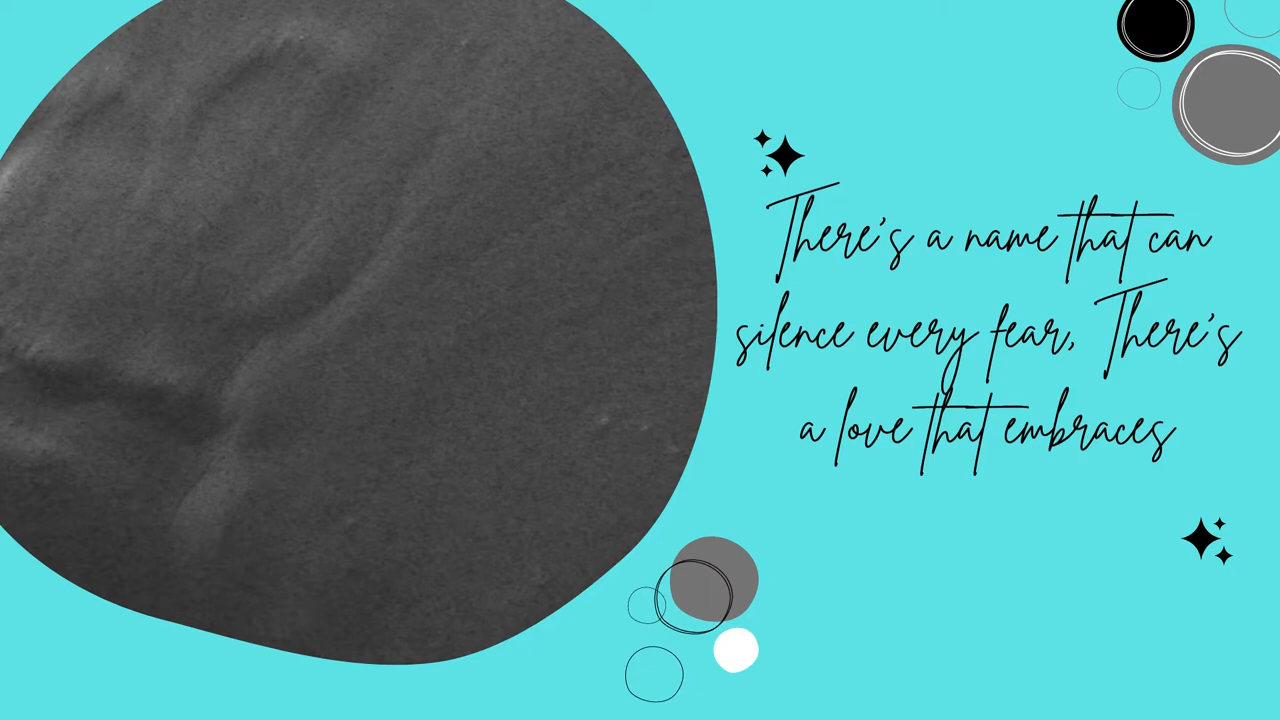 There's a name that can
silence every fear, There's
a love that embraces